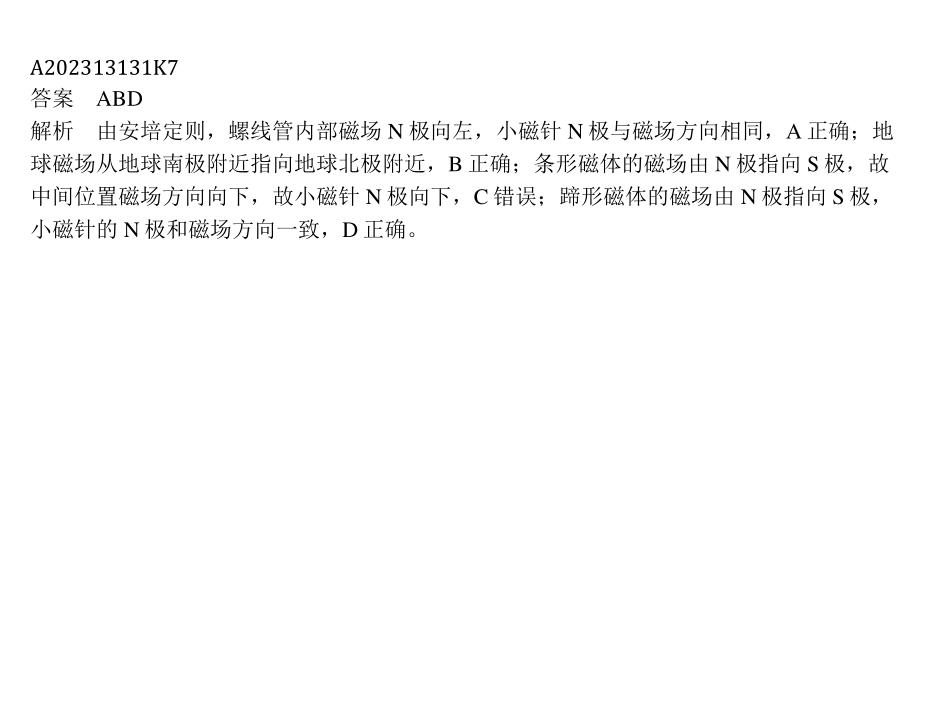 A202313131K7
答案 ABD
解析 由安培定则，螺线管内部磁场 N 极向左，小磁针 N 极与磁场方向相同，A 正确；地
球磁场从地球南极附近指向地球北极附近，B 正确；条形磁体的磁场由 N 极指向 S 极，故
中间位置磁场方向向下，故小磁针 N 极向下，C 错误；蹄形磁体的磁场由 N 极指向 S 极，
小磁针的 N 极和磁场方向一致，D 正确。